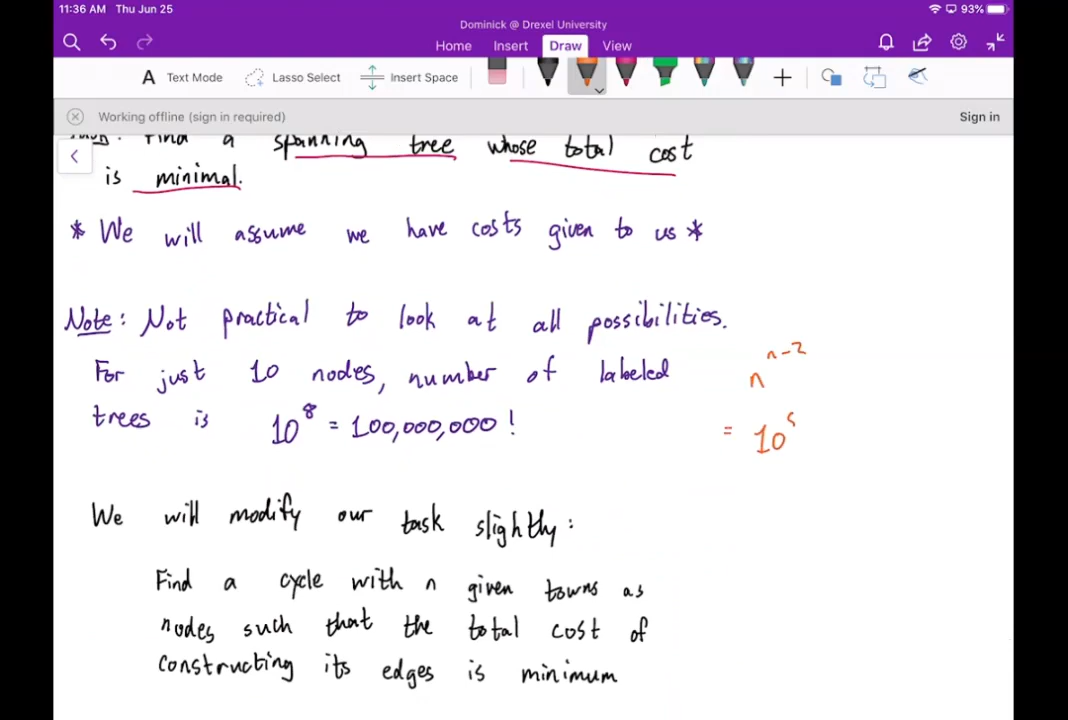 11:36 AM Thu Jun 25
93%
Dominick @ Drexel University
Home Insert Draw View
A Text Mode Lasso Select Insert Space
Working offline (sign in required) Sign in
Find a spanning tree whose total cost
is minimal.
* We will assume we have costs given to us *
Note: Not practical to look at all possibilities.
For just 10 nodes, number of labeled
trees is 10^8 = 100,000,000 !
n^n-2
= 10
We will modify our task slightly:
Find a cycle with n given towns as
nodes such that the total cost of
constructing its edges is minimum